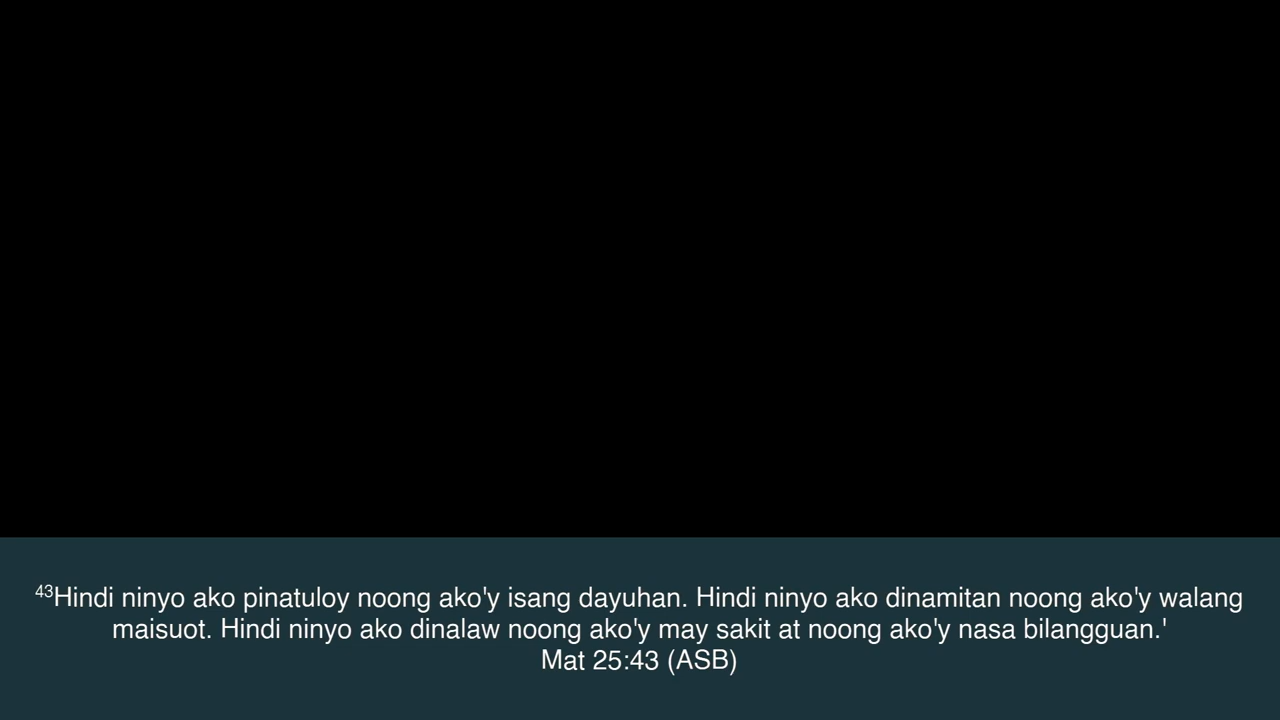 43Hindi ninyo ako pinatuloy noong ako'y isang dayuhan. Hindi ninyo ako dinamitan noong ako'y walang
maisuot. Hindi ninyo ako dinalaw noong ako'y may sakit at noong ako'y nasa bilangguan.'
Mat 25:43 (ASB)